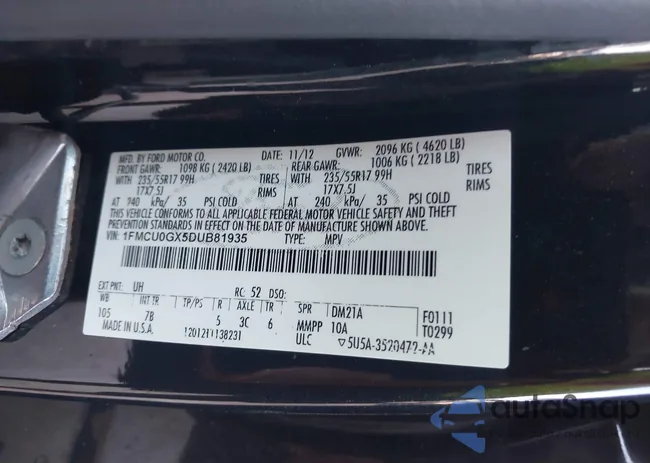 MFD. BY FORD MOTOR CO. DATE: 11/12 GVWR: 2096 KG ( 4620 LB)
FRONT GAWR: 1098 KG ( 2420 LB) REAR GAWR: 1006 KG ( 2218 LB)
WITH 235/55R17 99H TIRES WITH 235/55R17 99H TIRES
17X7.5J RIMS 17X7.5J RIMS
AT 240 kPa/ 35 PSI COLD AT 240 kPa/ 35 PSI COLD
THIS VEHICLE CONFORMS TO ALL APPLICABLE FEDERAL MOTOR VEHICLE SAFETY AND THEFT
PREVENTION STANDARDS IN EFFECT ON THE DATE OF MANUFACTURE SHOWN ABOVE.
VIN: 1FMCU0GX5DUB81935 TYPE: MPV
EXT PNT: UH RC: 52 DSO:
WB INT TR TP/PS R AXLE TR SPR DM21A F0111
105 7B 5 3C 6 MMPP 10A T0299
MADE IN U.S.A. 1201211138231 ULC ▽5U5A-3520472-AA
autoSnap